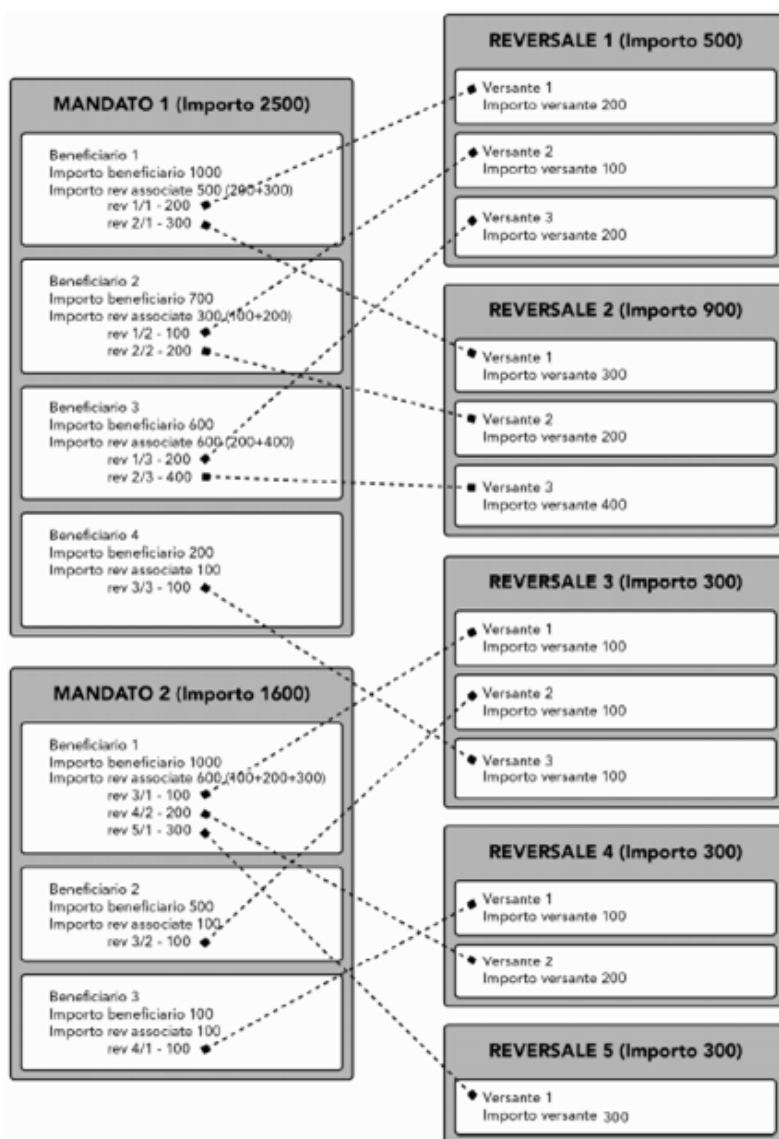 MANDATO 1 (Importo 2500)
Beneficiario 1
Importo beneficiario 1000
Importo rev associate 500 (200+300)
rev 1/1 - 200
rev 2/1 - 300
Beneficiario 2
Importo beneficiario 700
Importo rev associate 300 (100+200)
rev 1/2 - 100
rev 2/2 - 200
Beneficiario 3
Importo beneficiario 600
Importo rev associate 600 (200+400)
rev 1/3 - 200
rev 2/3 - 400
Beneficiario 4
Importo beneficiario 200
Importo rev associate 100
rev 3/3 - 100
MANDATO 2 (Importo 1600)
Beneficiario 1
Importo beneficiario 1000
Importo rev associate 600 (100+200+300)
rev 3/1 - 100
rev 4/2 - 200
rev 5/1 - 300
Beneficiario 2
Importo beneficiario 500
Importo rev associate 100
rev 3/2 - 100
Beneficiario 3
Importo beneficiario 100
Importo rev associate 100
rev 4/1 - 100
REVERSALE 1 (Importo 500)
Versante 1
Importo versante 200
Versante 2
Importo versante 100
Versante 3
Importo versante 200
REVERSALE 2 (Importo 900)
Versante 1
Importo versante 300
Versante 2
Importo versante 200
Versante 3
Importo versante 400
REVERSALE 3 (Importo 300)
Versante 1
Importo versante 100
Versante 2
Importo versante 100
Versante 3
Importo versante 100
REVERSALE 4 (Importo 300)
Versante 1
Importo versante 100
Versante 2
Importo versante 200
REVERSALE 5 (Importo 300)
Versante 1
Importo versante 300